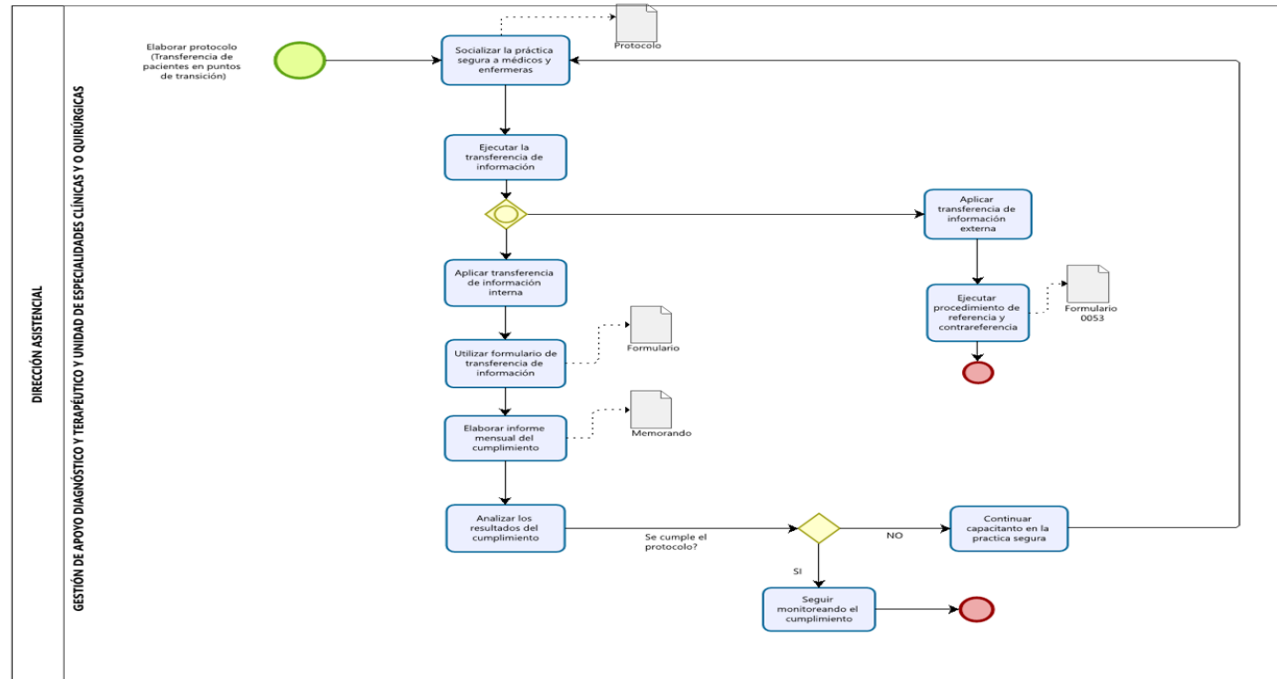 DIRECCIÓN ASISTENCIAL
GESTIÓN DE APOYO DIAGNÓSTICO Y TERAPÉUTICO Y UNIDAD DE ESPECIALIDADES CLÍNICAS Y O QUIRÚRGICAS
Elaborar protocolo
(Transferencia de
pacientes en puntos
de transición)
Socializar la práctica
segura a médicos y
enfermeras
Protocolo
Ejecutar la
transferencia de
información
Aplicar
transferencia de
información
externa
Aplicar transferencia
de información
interna
Ejecutar
procedimiento de
referencia y
contrareferencia
Formulario
0053
Utilizar formulario de
transferencia de
información
Formulario
Elaborar informe
mensual del
cumplimiento
Memorando
Analizar los
resultados del
cumplimiento
Se cumple el
protocolo?
NO
Continuar
capacitanto en la
practica segura
SI
Seguir
monitoreando el
cumplimiento